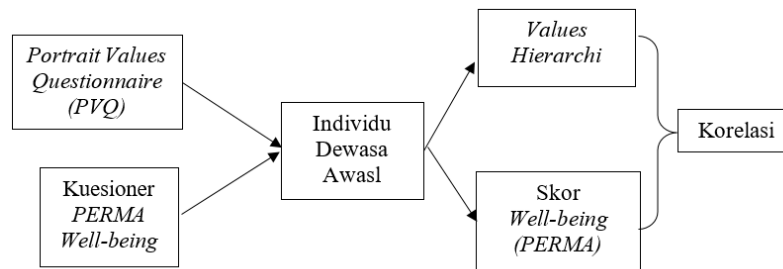 Portrait Values
Questionnaire
(PVQ)
Kuesioner
PERMA
Well-being
Individu
Dewasa
Awasl
Values
Hierarchi
Skor
Well-being
(PERMA)
Korelasi